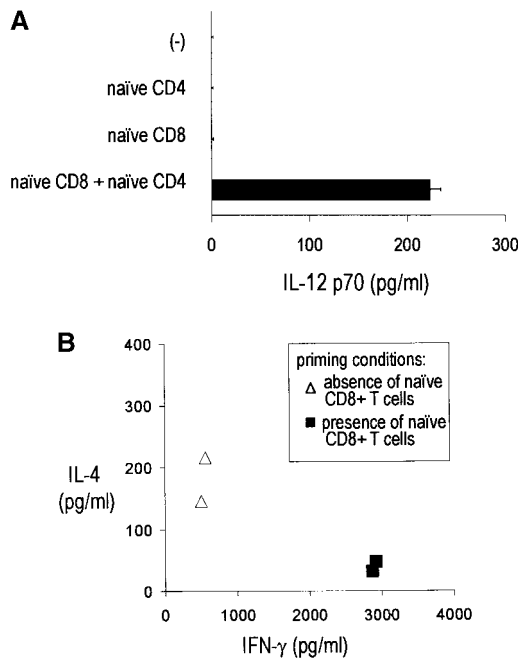 A
(-)
naïve CD4
naïve CD8
naïve CD8 + naïve CD4
0 100 200 300
IL-12 p70 (pg/ml)
B
400
300
200
100
0
IL-4
(pg/ml)
priming conditions:
△ absence of naïve
CD8+ T cells
■ presence of naïve
CD8+ T cells
0 1000 2000 3000 4000
IFN-γ (pg/ml)